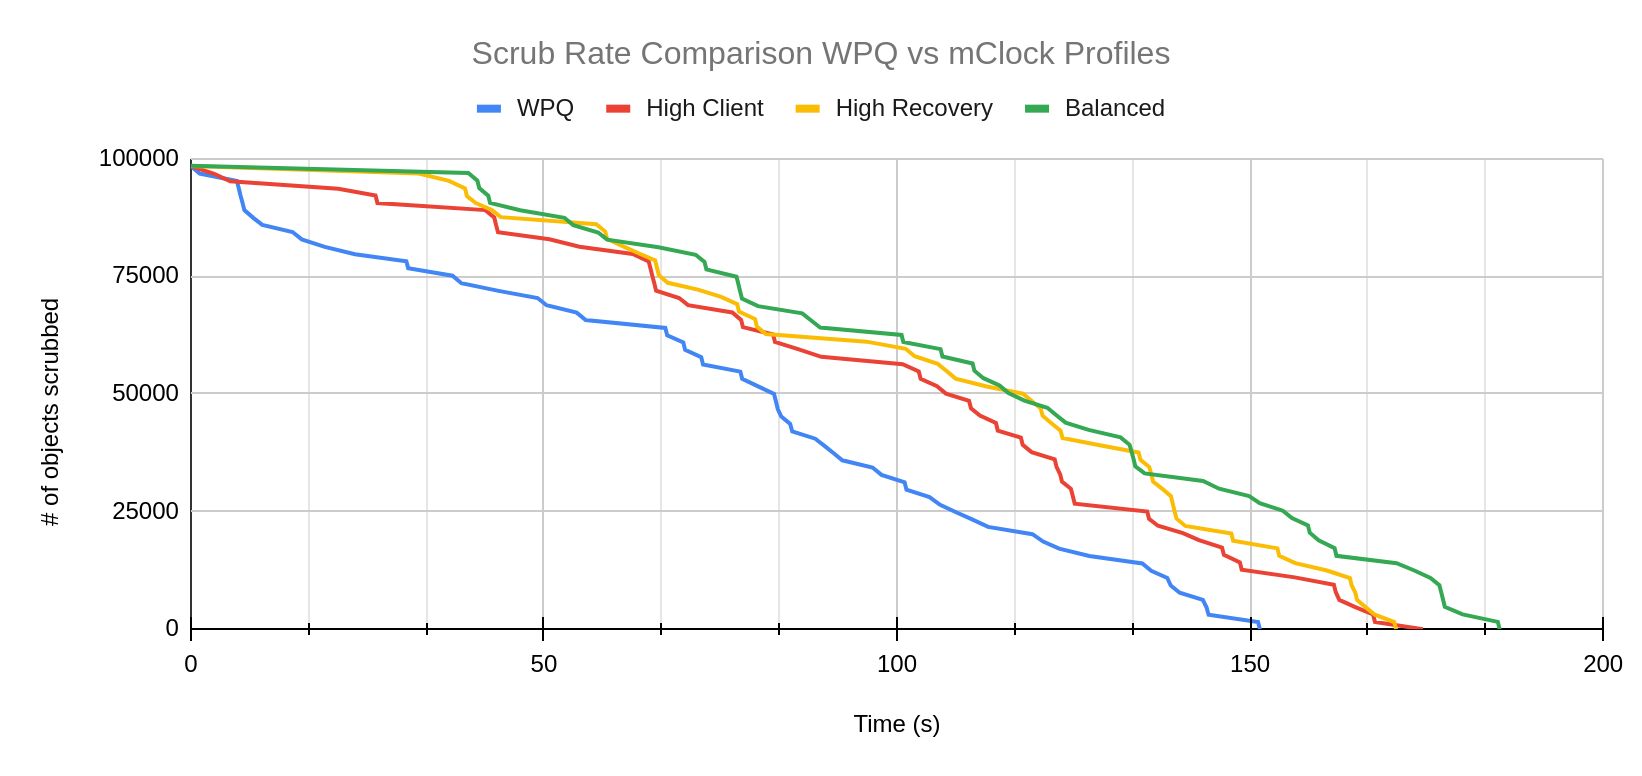 Scrub Rate Comparison WPQ vs mClock Profiles
WPQ High Client High Recovery Balanced
100000
75000
50000
25000
0
# of objects scrubbed
0 50 100 150 200
Time (s)